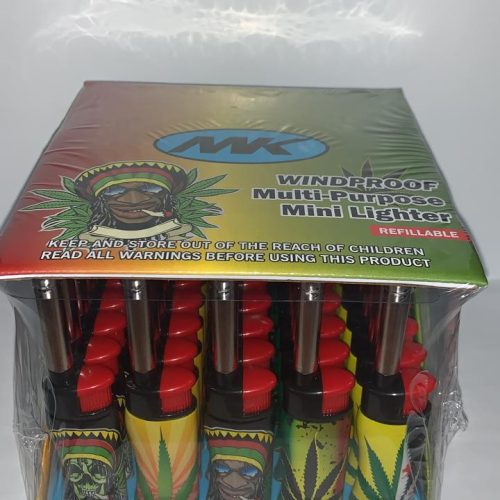 MK
WINDPROOF
Multi-Purpose
Mini Lighter
REFILLABLE
KEEP AND STORE OUT OF THE REACH OF CHILDREN
READ ALL WARNINGS BEFORE USING THIS PRODUCT